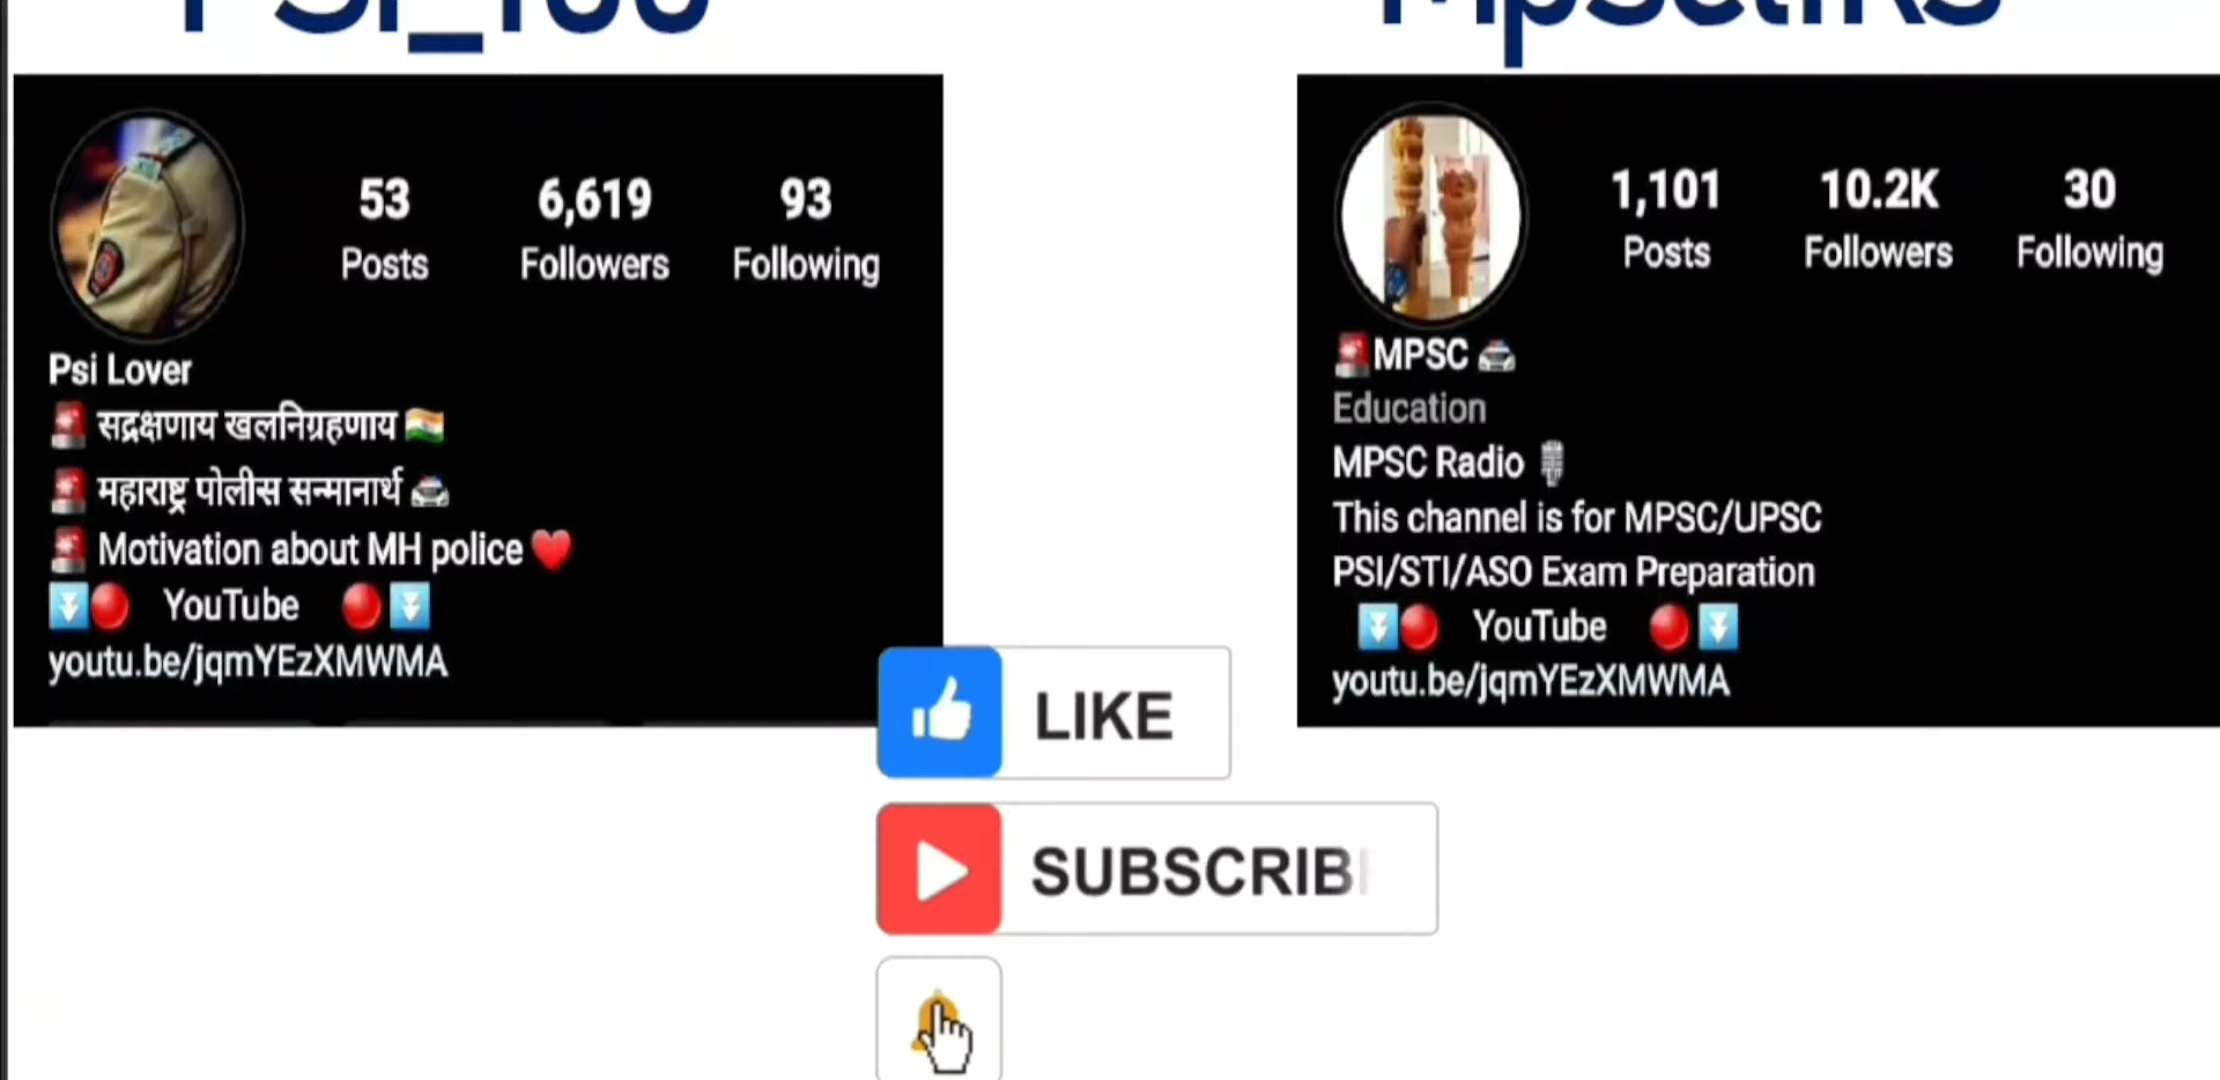 53 Posts
6,619 Followers
93 Following
Psi Lover
🚨 सद्रक्षणाय खलनिग्रहणाय 🇮🇳
🚨 महाराष्ट्र पोलीस सन्मानार्थ 🚔
🚨 Motivation about MH police ❤️
⏬🔴 YouTube 🔴⏬
youtu.be/jqmYEzXMWMA
1,101 Posts
10.2K Followers
30 Following
🚨MPSC 🚔
Education
MPSC Radio 🎙️
This channel is for MPSC/UPSC
PSI/STI/ASO Exam Preparation
⏬🔴 YouTube 🔴⏬
youtu.be/jqmYEzXMWMA
LIKE
SUBSCRIB